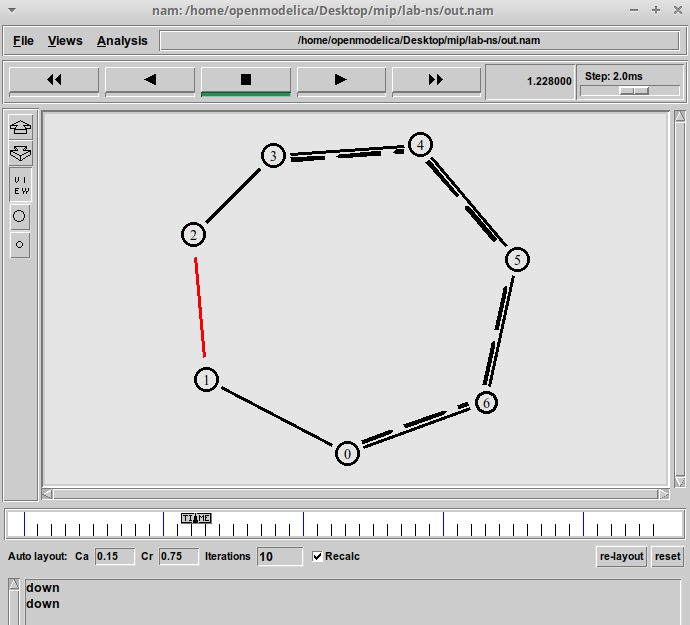 nam: /home/openmodelica/Desktop/mip/lab-ns/out.nam
File Views Analysis /home/openmodelica/Desktop/mip/lab-ns/out.nam
1.228000 Step: 2.0ms
VI
EW
3
4
2
5
1
6
0
TIME
Auto layout: Ca 0.15 Cr 0.75 Iterations 10 Recalc re-layout reset
down
down